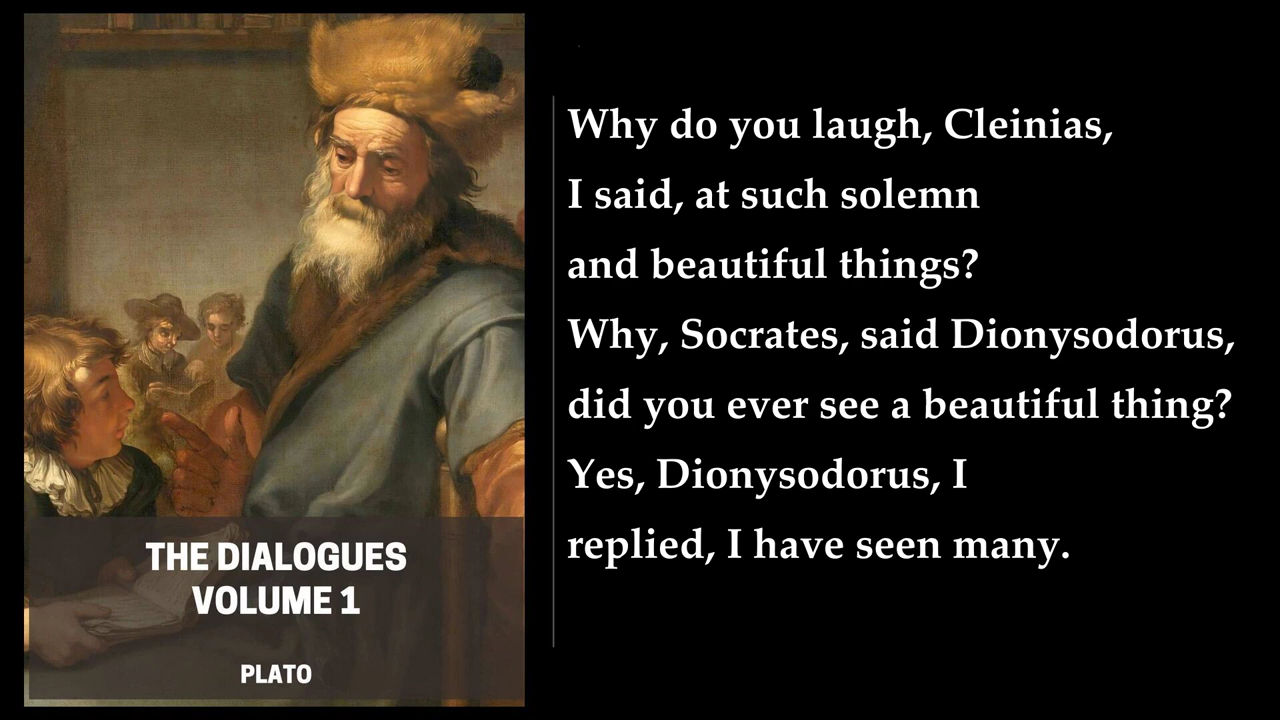 THE DIALOGUES
VOLUME 1
PLATO
Why do you laugh, Cleinias,
I said, at such solemn
and beautiful things?
Why, Socrates, said Dionysodorus,
did you ever see a beautiful thing?
Yes, Dionysodorus, I
replied, I have seen many.